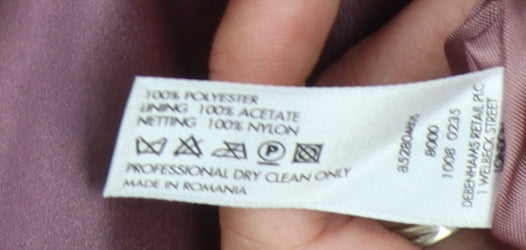 100% POLYESTER
LINING 100% ACETATE
NETTING 100% NYLON
P
PROFESSIONAL DRY CLEAN ONLY
MADE IN ROMANIA
8000
1008 0235
DEBENHAMS RETAIL PLC
1 WELBECK STREET
LONDON